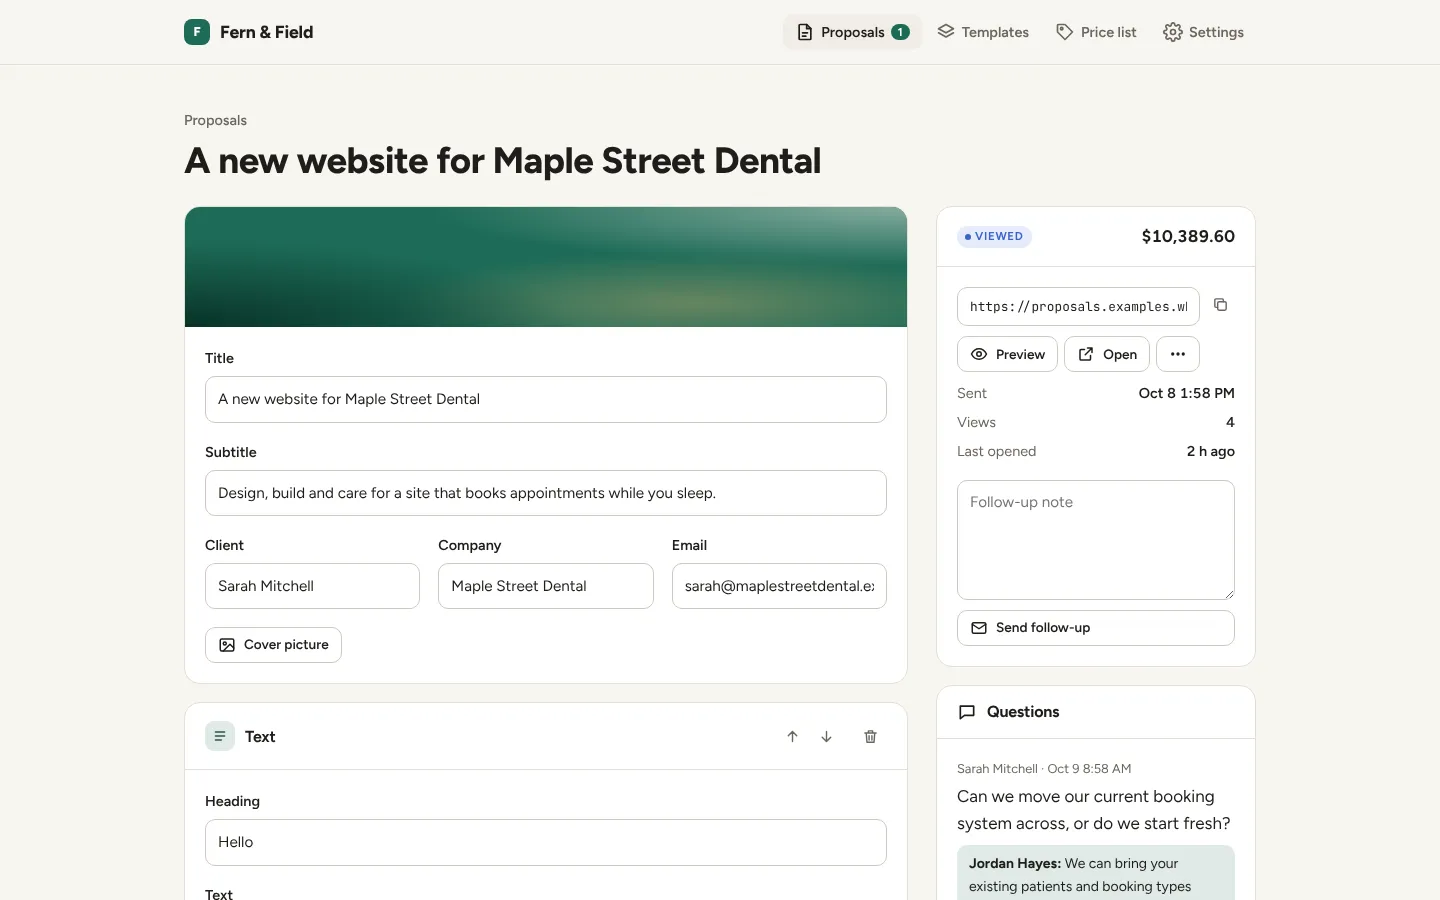 F Fern & Field
Proposals 1
Templates
Price list
Settings
Proposals
A new website for Maple Street Dental
Title
A new website for Maple Street Dental
Subtitle
Design, build and care for a site that books appointments while you sleep.
Client
Company
Email
Sarah Mitchell
Maple Street Dental
sarah@maplestreetdental.ex
Cover picture
Text
Heading
Hello
Text
VIEWED
$10,389.60
https://proposals.examples.wl
Preview
Open
Sent Oct 8 1:58 PM
Views 4
Last opened 2 h ago
Follow-up note
Send follow-up
Questions
Sarah Mitchell · Oct 9 8:58 AM
Can we move our current booking
system across, or do we start fresh?
Jordan Hayes: We can bring your
existing patients and booking types